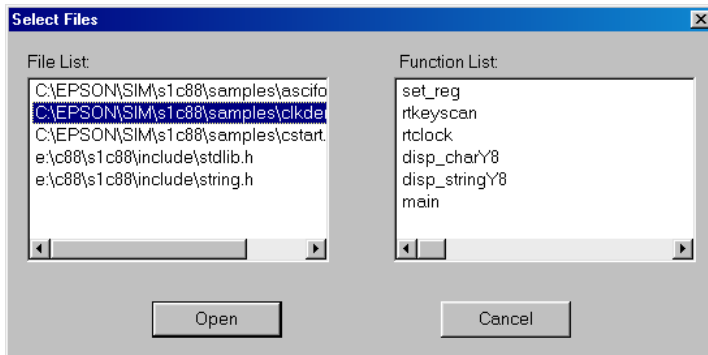 Select Files
File List:
C:\EPSON\SIM\s1c88\samples\ascifo
C:\EPSON\SIM\s1c88\samples\clkde
C:\EPSON\SIM\s1c88\samples\cstart.
e:\c88\s1c88\include\stdlib.h
e:\c88\s1c88\include\string.h
Function List:
set_reg
rtkeyscan
rtclock
disp_charY8
disp_stringY8
main
Open
Cancel